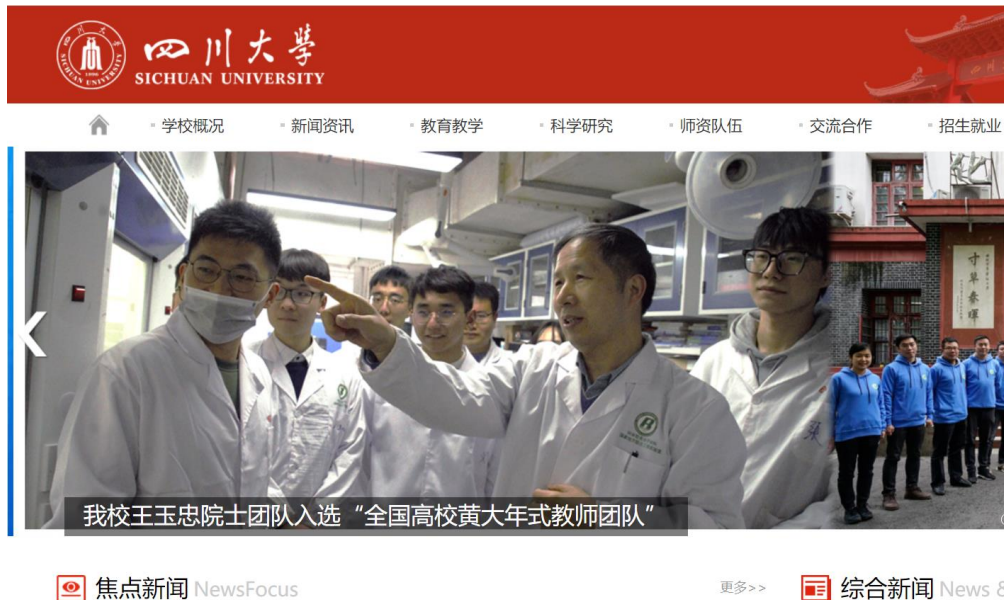 四川大學
SICHUAN UNIVERSITY
学校概况
新闻资讯
教育教学
科学研究
师资队伍
交流合作
招生就业
寸草春暉
我校王玉忠院士团队入选“全国高校黄大年式教师团队”
焦点新闻 NewsFocus
更多>>
综合新闻 News &